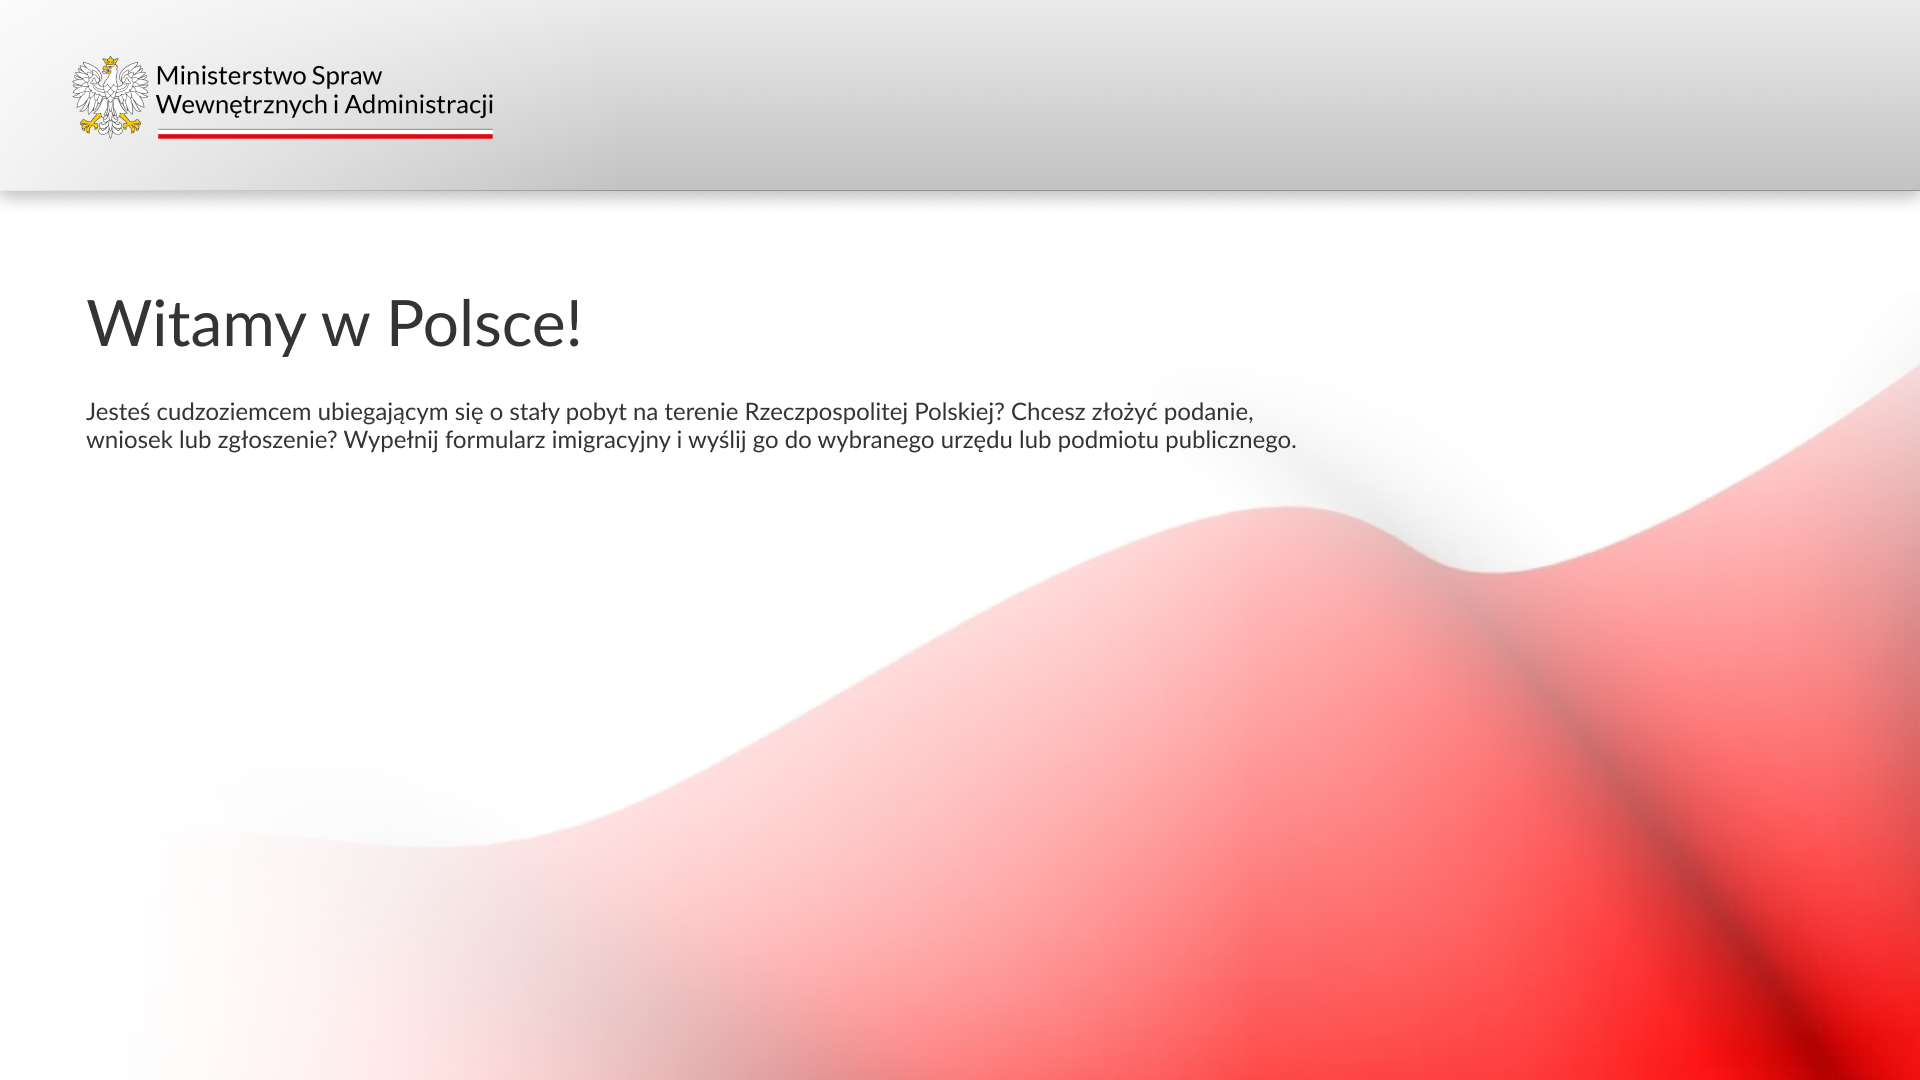 Ministerstwo Spraw
Wewnętrznych i Administracji
Witamy w Polsce!
Jesteś cudzoziemcem ubiegającym się o stały pobyt na terenie Rzeczpospolitej Polskiej? Chcesz złożyć podanie,
wniosek lub zgłoszenie? Wypełnij formularz imigracyjny i wyślij go do wybranego urzędu lub podmiotu publicznego.